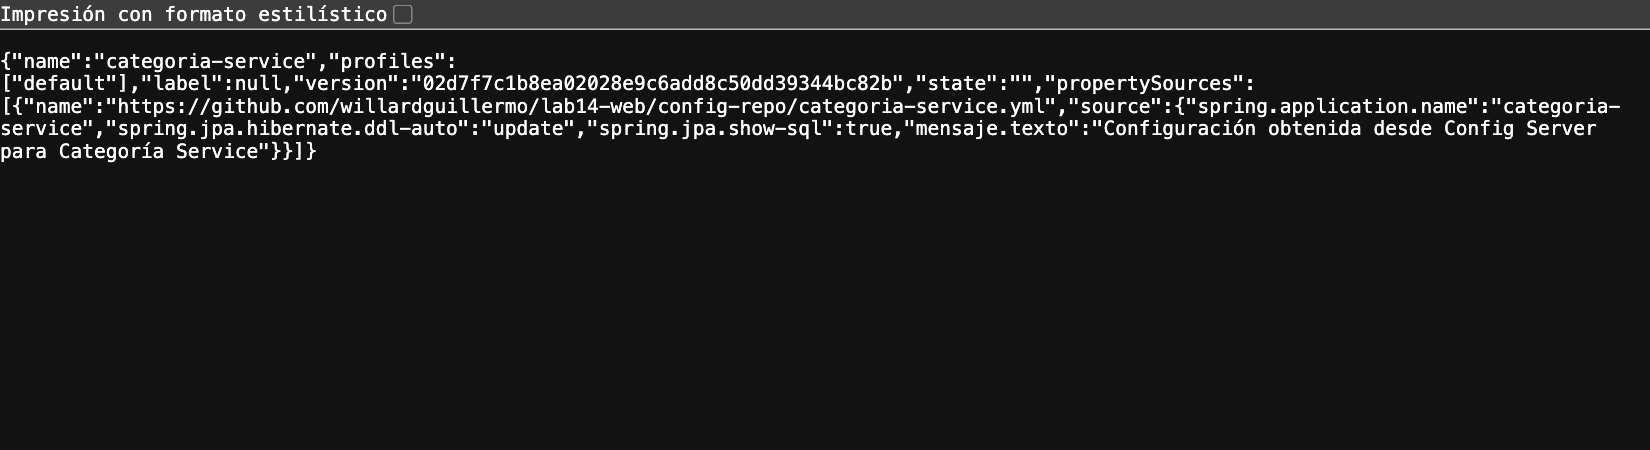 Impresión con formato estilístico
{"name":"categoria-service","profiles":
["default"],"label":null,"version":"02d7f7c1b8ea02028e9c6add8c50dd39344bc82b","state":"","propertySources":
[{"name":"https://github.com/willardguillermo/lab14-web/config-repo/categoria-service.yml","source":{"spring.application.name":"categoria-
service","spring.jpa.hibernate.ddl-auto":"update","spring.jpa.show-sql":true,"mensaje.texto":"Configuración obtenida desde Config Server
para Categoría Service"}}]}